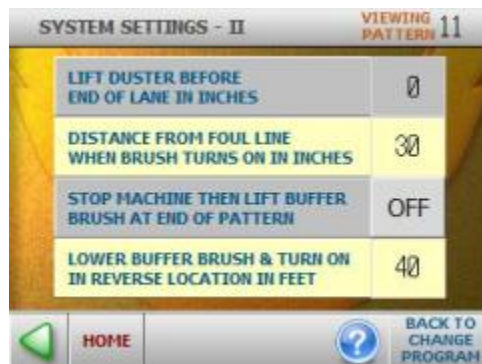 SYSTEM SETTINGS - II
VIEWING
PATTERN 11
LIFT DUSTER BEFORE
END OF LANE IN INCHES
0
DISTANCE FROM FOUL LINE
WHEN BRUSH TURNS ON IN INCHES
30
STOP MACHINE THEN LIFT BUFFER
BRUSH AT END OF PATTERN
OFF
LOWER BUFFER BRUSH & TURN ON
IN REVERSE LOCATION IN FEET
40
HOME
?
BACK TO
CHANGE
PROGRAM